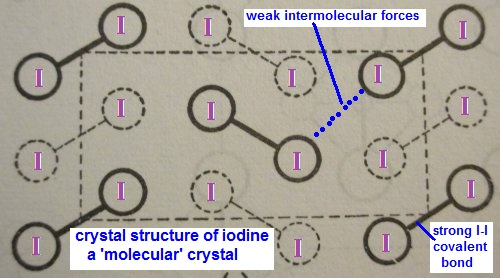 weak intermolecular forces
I I I
I I I
I I I
I I I
I I I
I I I
crystal structure of iodine
a 'molecular' crystal
strong I-I
covalent
bond